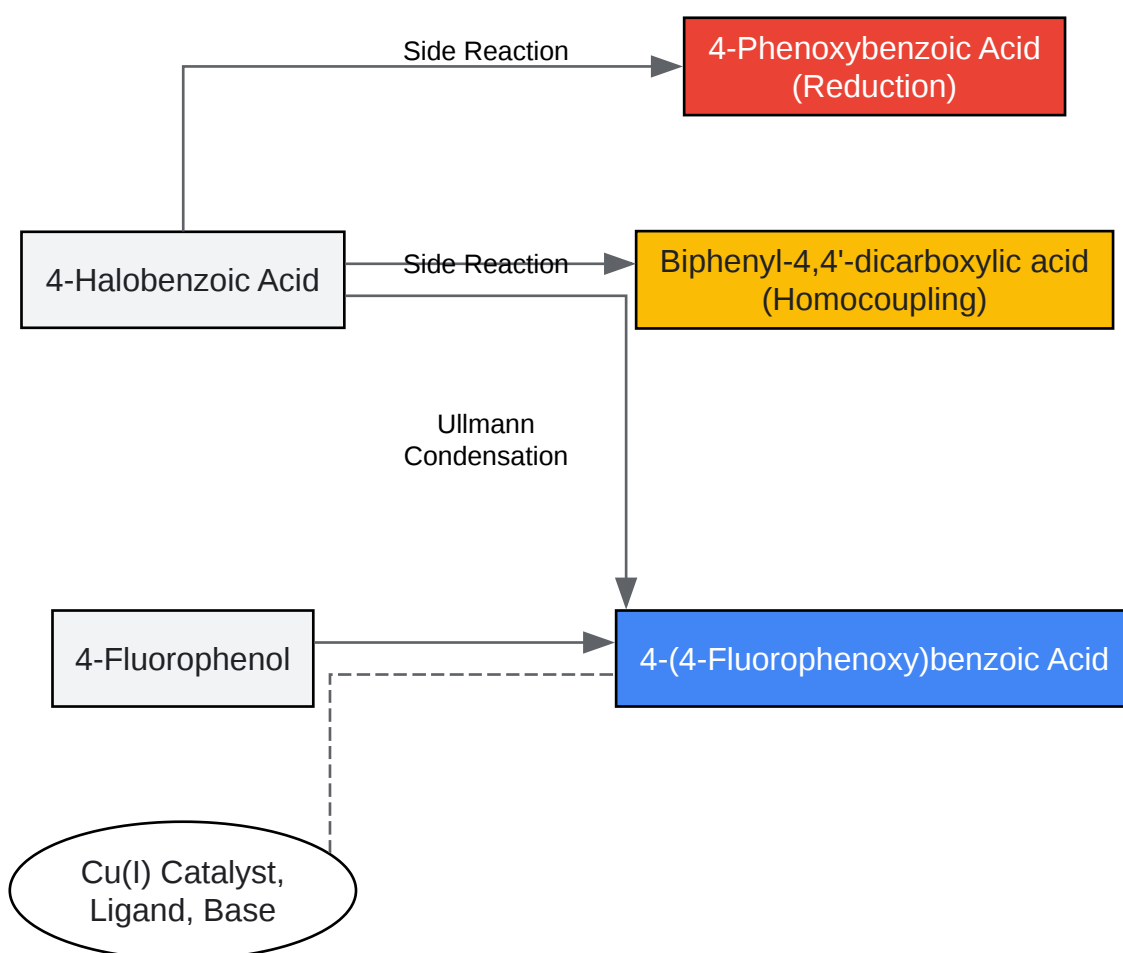 Side Reaction
4-Phenoxybenzoic Acid
(Reduction)
4-Halobenzoic Acid
Side Reaction
Biphenyl-4,4'-dicarboxylic acid
(Homocoupling)
Ullmann
Condensation
4-Fluorophenol
4-(4-Fluorophenoxy)benzoic Acid
Cu(I) Catalyst,
Ligand, Base